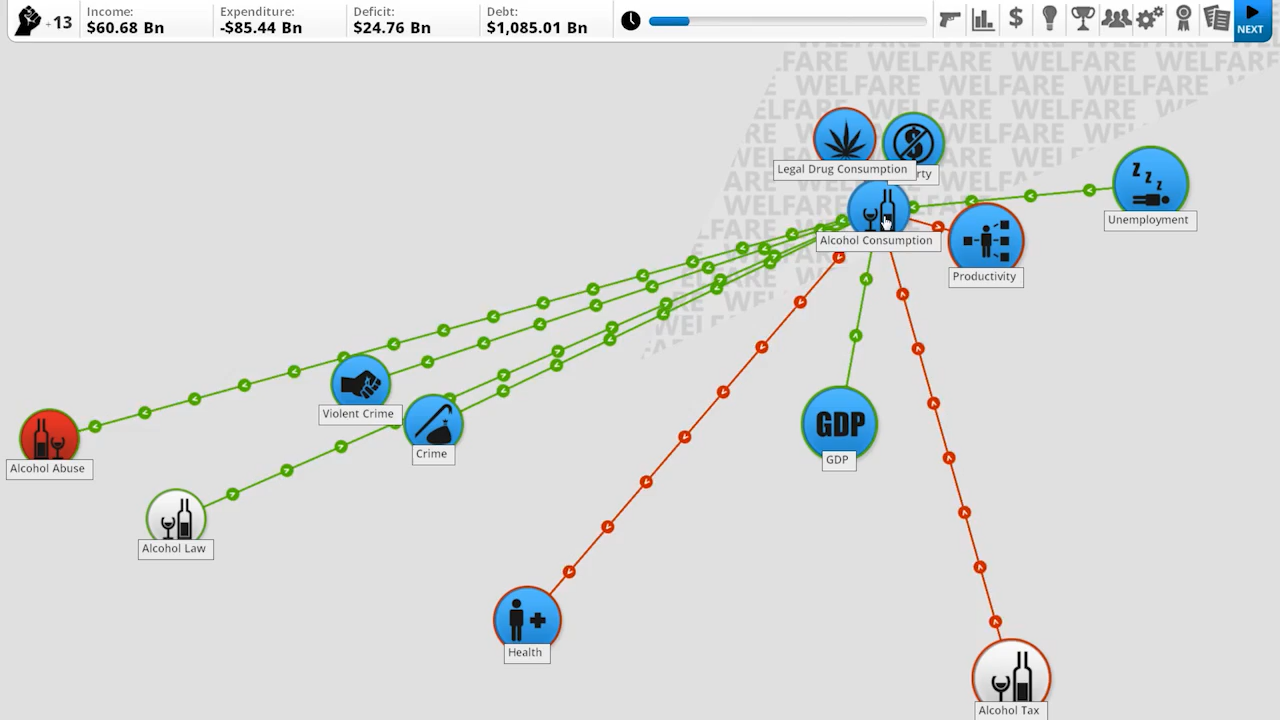 +13
Income:
$60.68 Bn
Expenditure:
-$85.44 Bn
Deficit:
$24.76 Bn
Debt:
$1,085.01 Bn
NEXT
WELFARE WELFARE WELFARE
Legal Drug Consumption
Alcohol Consumption
Unemployment
Productivity
Violent Crime
Crime
GDP
GDP
Alcohol Abuse
Alcohol Law
Health
Alcohol Tax
Z Z Z